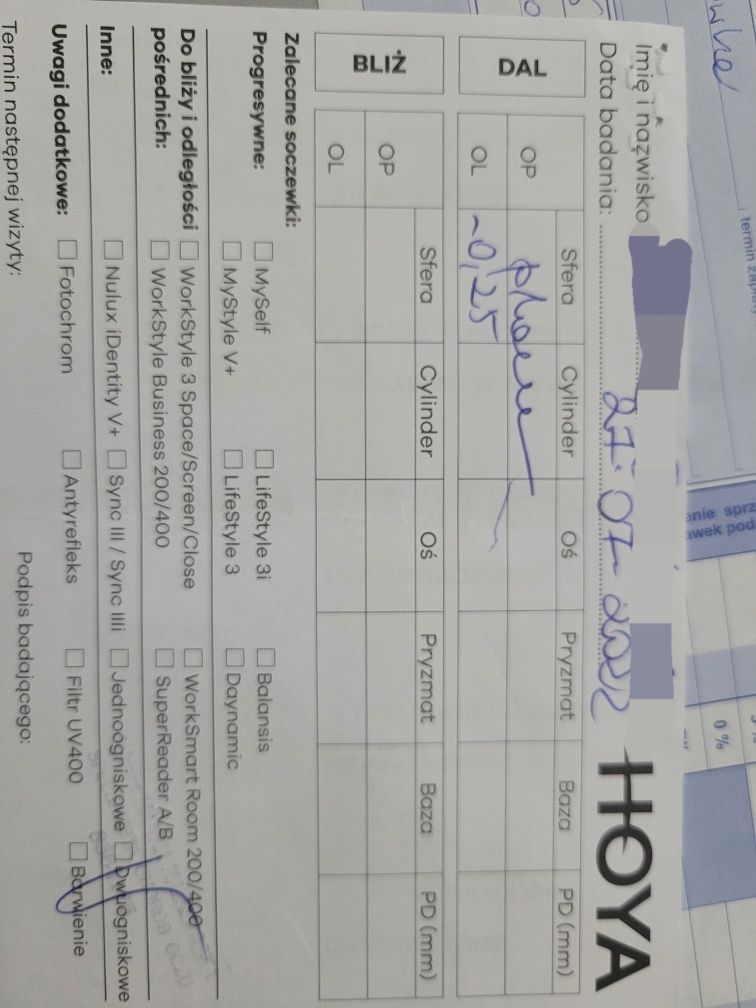 Imię i nazwisko
HOYA
Data badania: 27.07.2022
DAL
Sfera Cylinder Oś Pryzmat Baza PD (mm)
OP plano
OL -0,25
BLIŻ
Sfera Cylinder Oś Pryzmat Baza PD (mm)
OP
OL
Zalecane soczewki:
Progresywne: MySelf LifeStyle 3i Balansis
MyStyle V+ LifeStyle 3 Daynamic
Do bliży i odległości WorkStyle 3 Space/Screen/Close WorkSmart Room 200/400
pośrednich: WorkStyle Business 200/400 SuperReader A/B
Inne: Nulux iDentity V+ Sync III / Sync IIIi Jednoogniskowe Dwuogniskowe
Uwagi dodatkowe: Fotochrom Antyrefleks Filtr UV400 Barwienie
Termin następnej wizyty: Podpis badającego:
0 %